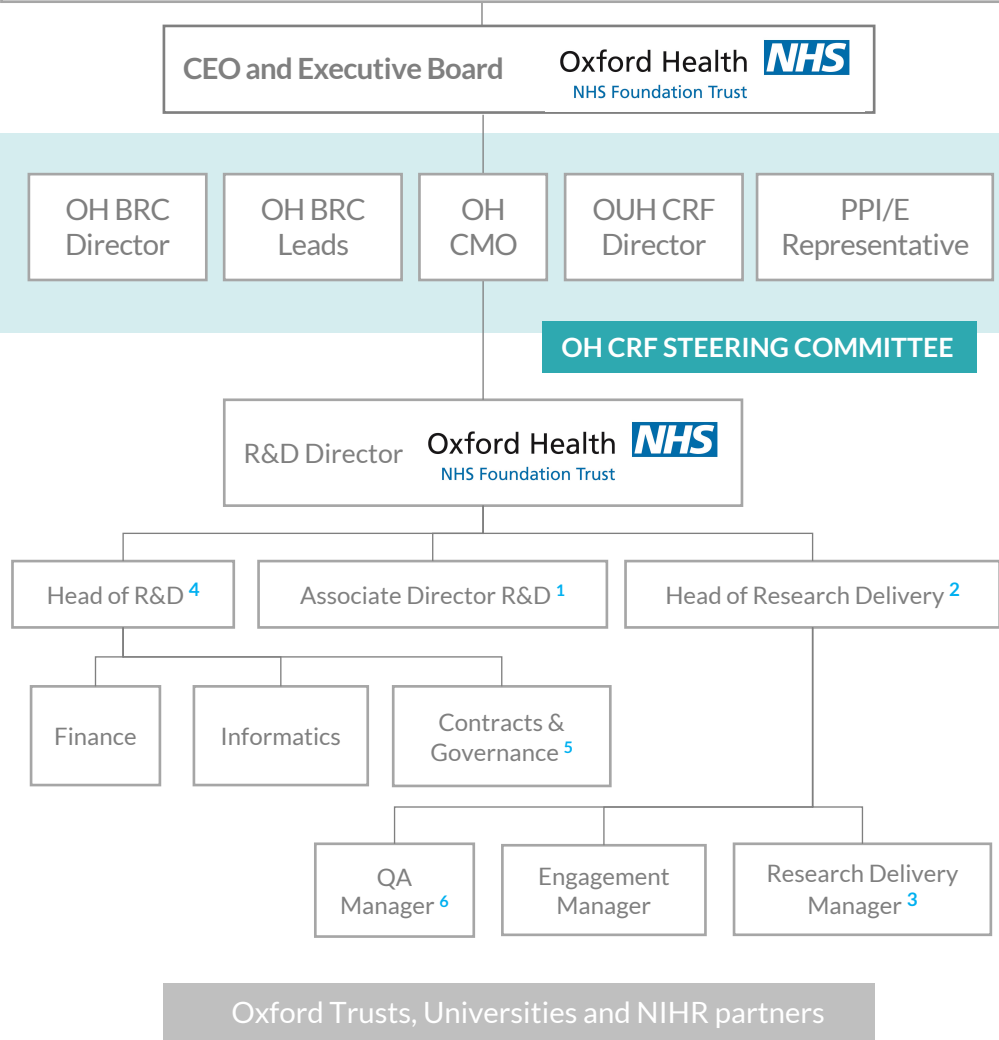 CEO and Executive Board
Oxford Health NHS
NHS Foundation Trust
OH BRC
Director
OH BRC
Leads
OH
CMO
OUH CRF
Director
PPI/E
Representative
OH CRF STEERING COMMITTEE
R&D Director
Oxford Health NHS
NHS Foundation Trust
Head of R&D 4
Associate Director R&D 1
Head of Research Delivery 2
Finance
Informatics
Contracts &
Governance 5
QA
Manager 6
Engagement
Manager
Research Delivery
Manager 3
Oxford Trusts, Universities and NIHR partners